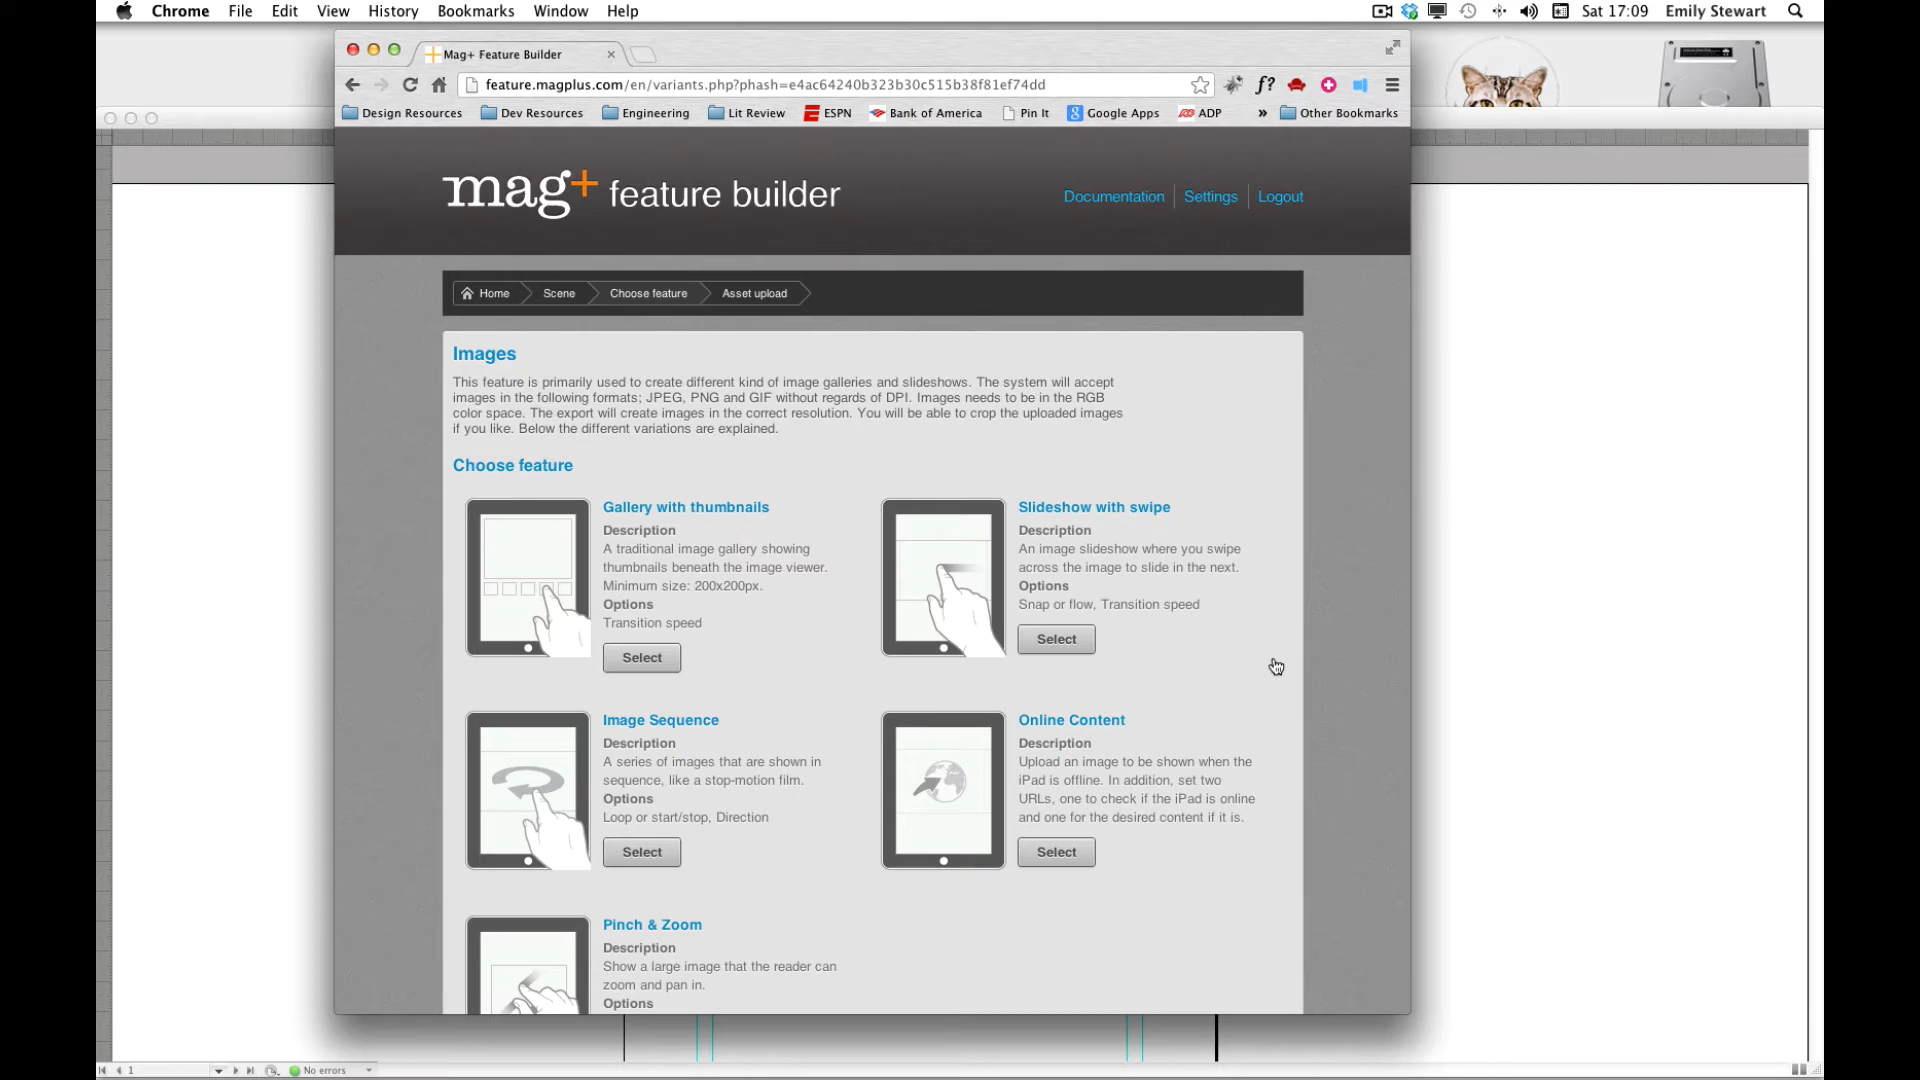 Chrome File Edit View History Bookmarks Window Help Sat 17:09 Emily Stewart
Mag+ Feature Builder
feature.magplus.com/en/variants.php?phash=e4ac64240b323b30c515b38f81ef74dd
Design Resources Dev Resources Engineering Lit Review ESPN Bank of America Pin It Google Apps ADP » Other Bookmarks
mag+ feature builder
Documentation Settings Logout
Home Scene Choose feature Asset upload
Images
This feature is primarily used to create different kind of image galleries and slideshows. The system will accept
images in the following formats; JPEG, PNG and GIF without regards of DPI. Images needs to be in the RGB
color space. The export will create images in the correct resolution. You will be able to crop the uploaded images
if you like. Below the different variations are explained.
Choose feature
Gallery with thumbnails
Description
A traditional image gallery showing
thumbnails beneath the image viewer.
Minimum size: 200x200px.
Options
Transition speed
Select
Slideshow with swipe
Description
An image slideshow where you swipe
across the image to slide in the next.
Options
Snap or flow, Transition speed
Select
Image Sequence
Description
A series of images that are shown in
sequence, like a stop-motion film.
Options
Loop or start/stop, Direction
Select
Online Content
Description
Upload an image to be shown when the
iPad is offline. In addition, set two
URLs, one to check if the iPad is online
and one for the desired content if it is.
Select
Pinch & Zoom
Description
Show a large image that the reader can
zoom and pan in.
Options
1 No errors